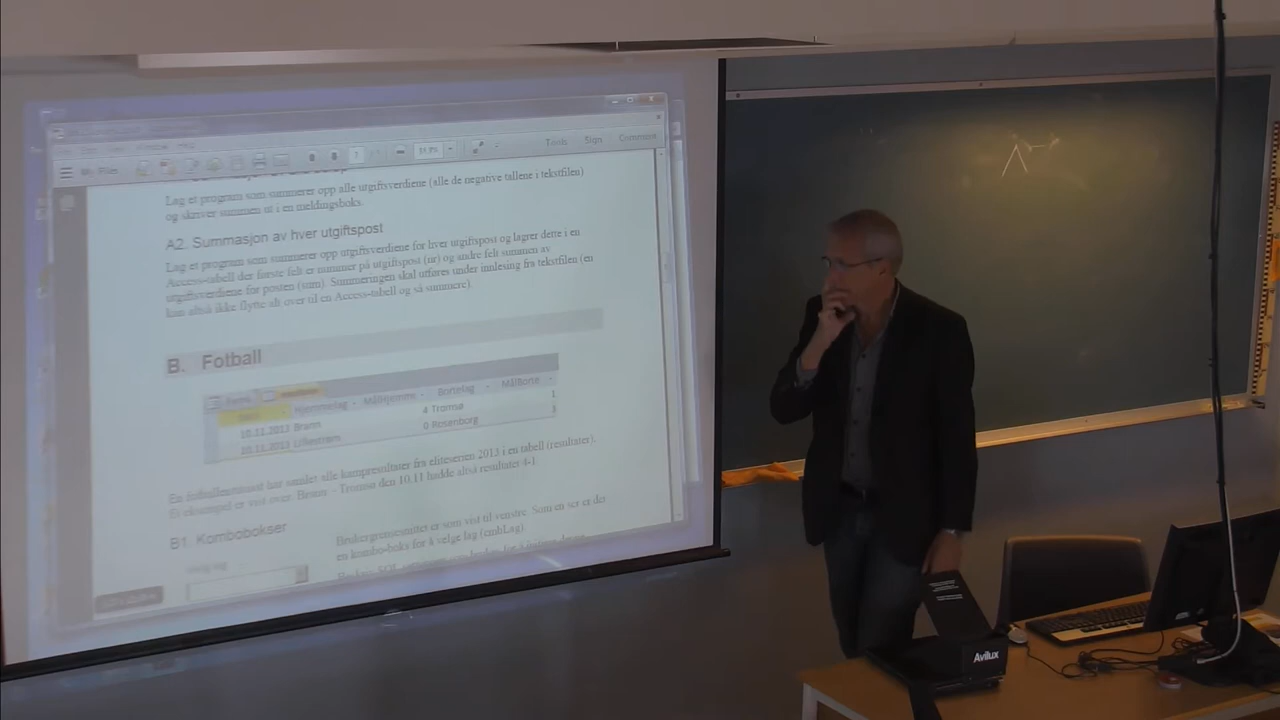 Tools Sign Comment
Lag et program som summerer opp alle utgiftsverdiene (alle de negative tallene i tekstfilen)
og skriver summen ut i en meldingsboks.
A2. Summasjon av hver utgiftspost
Lag et program som summerer opp utgiftsverdiene for hver utgiftspost og lagrer dette i en
Access-tabell der første felt er nummer på utgiftspost (nr) og andre felt summen av
utgiftsverdiene for posten (sum). Summeringen skal utføres under innlesing fra tekstfilen (en
kan altså ikke flytte alt over til en Access-tabell og så summere).
B. Fotball
Hjemmelag MålHjemme Bortelag MålBorte
10.11.2013 Brann 4 Tromsø 1
10.11.2013 Lillestrøm 0 Rosenborg
En fotballentusiast har samlet alle kampresultater fra eliteserien 2013 i en tabell (resultater).
Et eksempel er vist over. Brann - Tromsø den 10.11 hadde altså resultatet 4-1.
B1 Kombobokser
Brukergrensesnittet er som vist til venstre. Som en ser er det
en kombo-boks for å velge lag (cmbLag).
Avilux